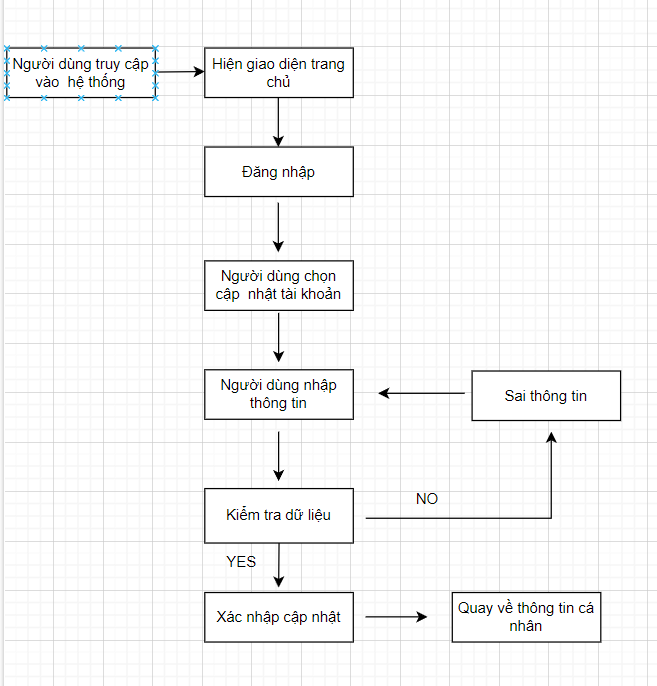 Người dùng truy cập
vào hệ thống
Hiện giao diện trang
chủ
Đăng nhập
Người dùng chọn
cập nhật tài khoản
Người dùng nhập
thông tin
Sai thông tin
Kiểm tra dữ liệu
NO
YES
Xác nhập cập nhật
Quay về thông tin cá
nhân